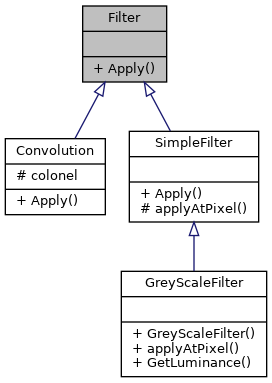 Filter
+ Apply()
Convolution
# colonel
+ Apply()
SimpleFilter
+ Apply()
# applyAtPixel()
GreyScaleFilter
+ GreyScaleFilter()
+ applyAtPixel()
+ GetLuminance()